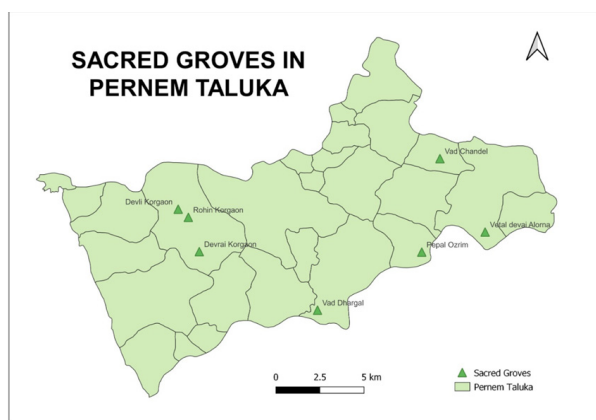 SACRED GROVES IN
PERNEM TALUKA
Vad Chandel
Devli Korgaon
Rohin Korgaon
Vetal devai Alorna
Devrai Korgaon
Pepal Ozrim
Vad Dhargal
0 2.5 5 km
Sacred Groves
Pernem Taluka